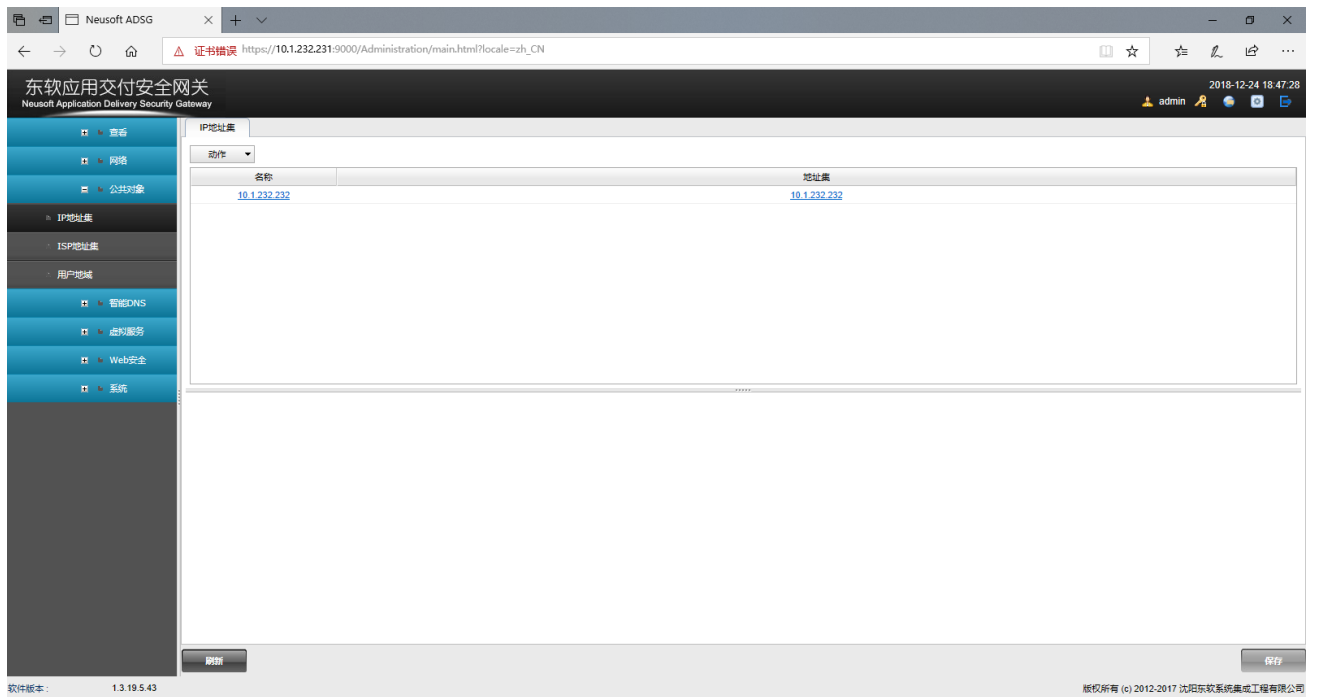 Neusoft ADSG
证书错误 https://10.1.232.231:9000/Administration/main.html?locale=zh_CN
东软应用交付安全网关
Neusoft Application Delivery Security Gateway
2018-12-24 18:47:28
admin
查看
网络
公共对象
IP地址集
ISP地址集
用户地域
智能DNS
虚拟服务
Web安全
系统
IP地址集
动作
名称 地址集
10.1.232.232 10.1.232.232
刷新 保存
软件版本： 1.3.19.5.43 版权所有 (c) 2012-2017 沈阳东软系统集成工程有限公司